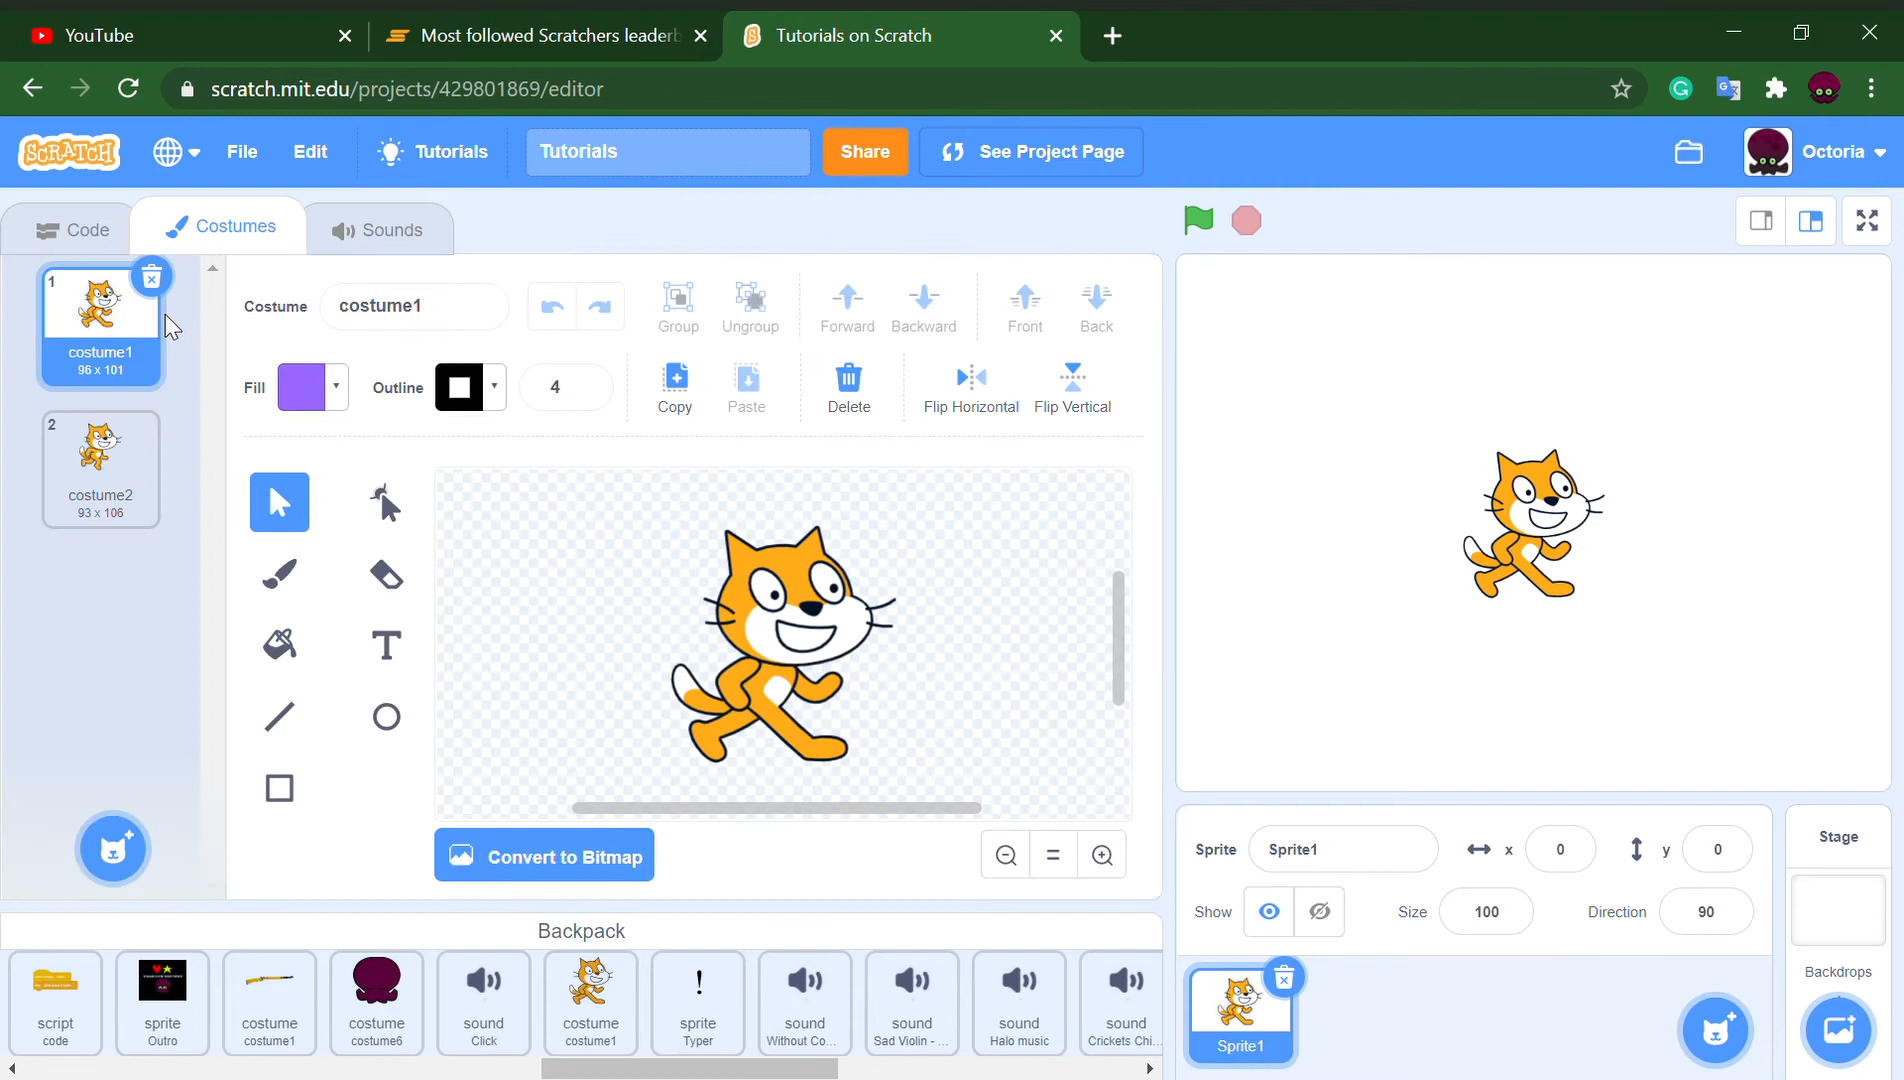 YouTube
Most followed Scratchers leaderb
Tutorials on Scratch
scratch.mit.edu/projects/429801869/editor
SCRATCH
File
Edit
Tutorials
Tutorials
Share
See Project Page
Octoria
Code
Costumes
Sounds
1
costume1
96 x 101
2
costume2
93 x 106
Costume
costume1
Group
Ungroup
Forward
Backward
Front
Back
Fill
Outline
4
Copy
Paste
Delete
Flip Horizontal
Flip Vertical
T
Convert to Bitmap
=
Sprite
Sprite1
x
0
y
0
Show
Size
100
Direction
90
Stage
Backdrops
Sprite1
Backpack
script
code
sprite
Outro
costume
costume1
costume
costume6
sound
Click
costume
costume1
!
sprite
Typer
sound
Without Co...
sound
Sad Violin - ...
sound
Halo music
sound
Crickets Chi...